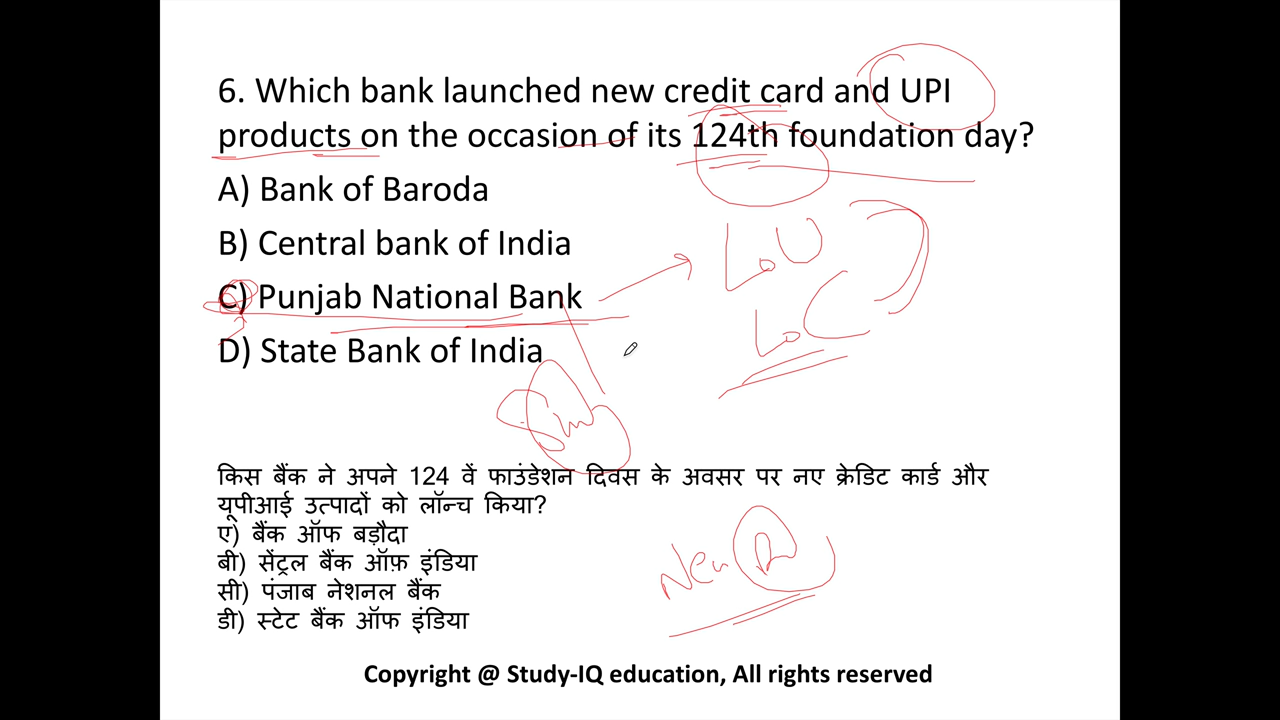 6. Which bank launched new credit card and UPI
products on the occasion of its 124th foundation day?
A) Bank of Baroda
B) Central bank of India
C) Punjab National Bank
LoU
LoC
D) State Bank of India
किस बैंक ने अपने 124 वें फाउंडेशन दिवस के अवसर पर नए क्रेडिट कार्ड और
यूपीआई उत्पादों को लॉन्च किया?
ए) बैंक ऑफ बड़ौदा
बी) सेंट्रल बैंक ऑफ़ इंडिया
सी) पंजाब नेशनल बैंक
डी) स्टेट बैंक ऑफ इंडिया
Copyright @ Study-IQ education, All rights reserved